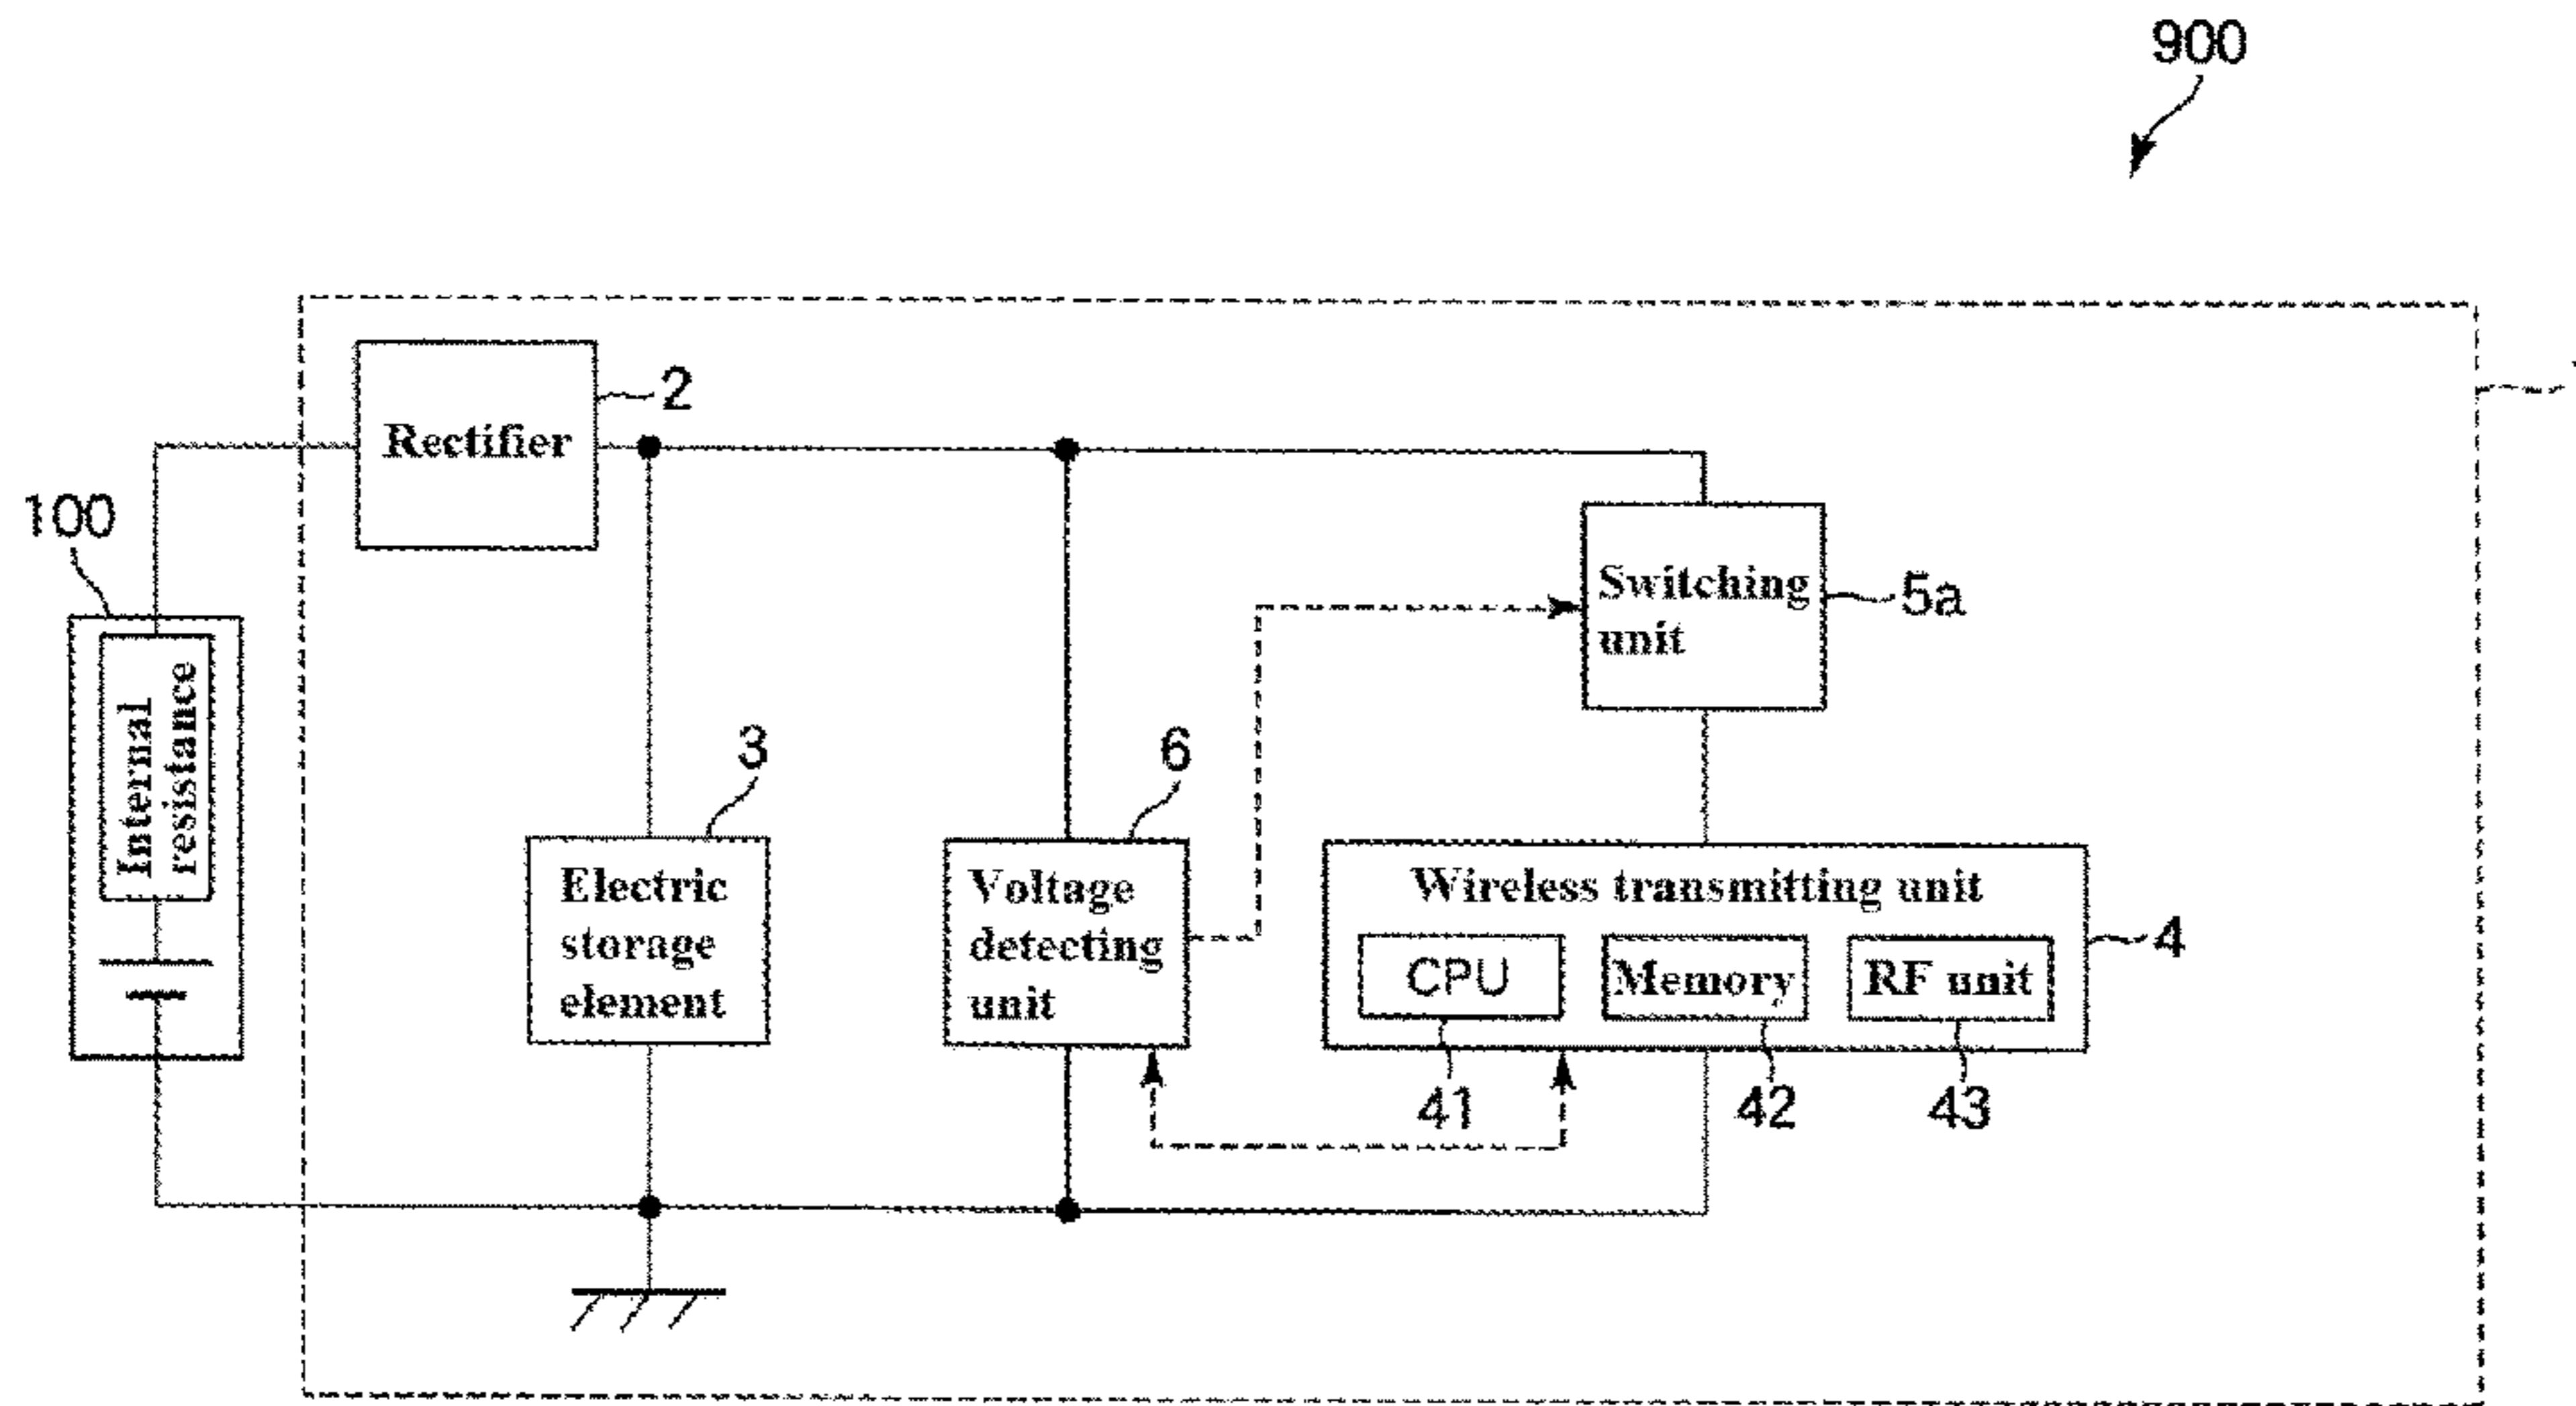 900
2
Rectifier
100
Switching
unit
5a
Internal
resistance
3
6
Electric
storage
element
Voltage
detecting
unit
Wireless transmitting unit
4
CPU
Memory
RF unit
41
42
43